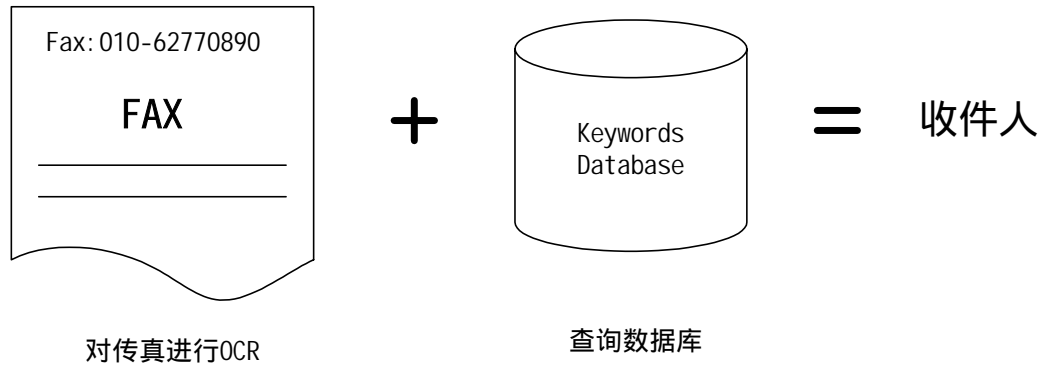 Fax:010-62770890
FAX
+
Keywords
Database
=
收件人
对传真进行OCR
查询数据库